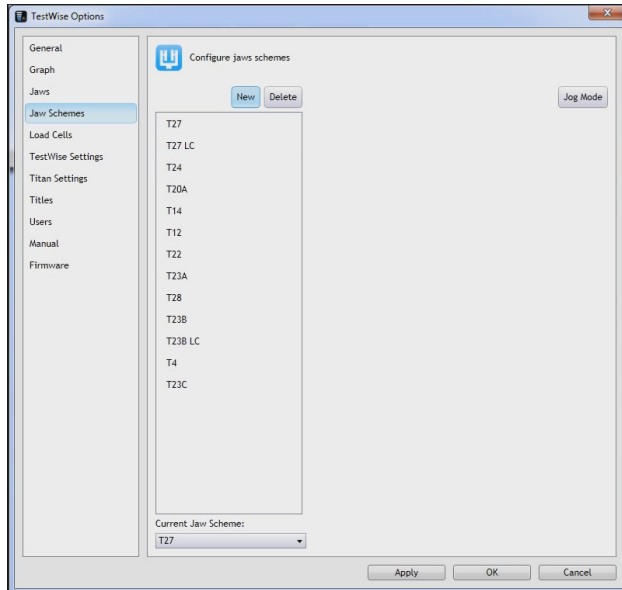 TestWise Options
General
Graph
Jaws
Jaw Schemes
Load Cells
TestWise Settings
Titan Settings
Titles
Users
Manual
Firmware
Configure jaws schemes
New Delete Jog Mode
T27
T27 LC
T24
T20A
T14
T12
T22
T23A
T28
T23B
T23B LC
T4
T23C
Current Jaw Scheme:
T27
Apply OK Cancel